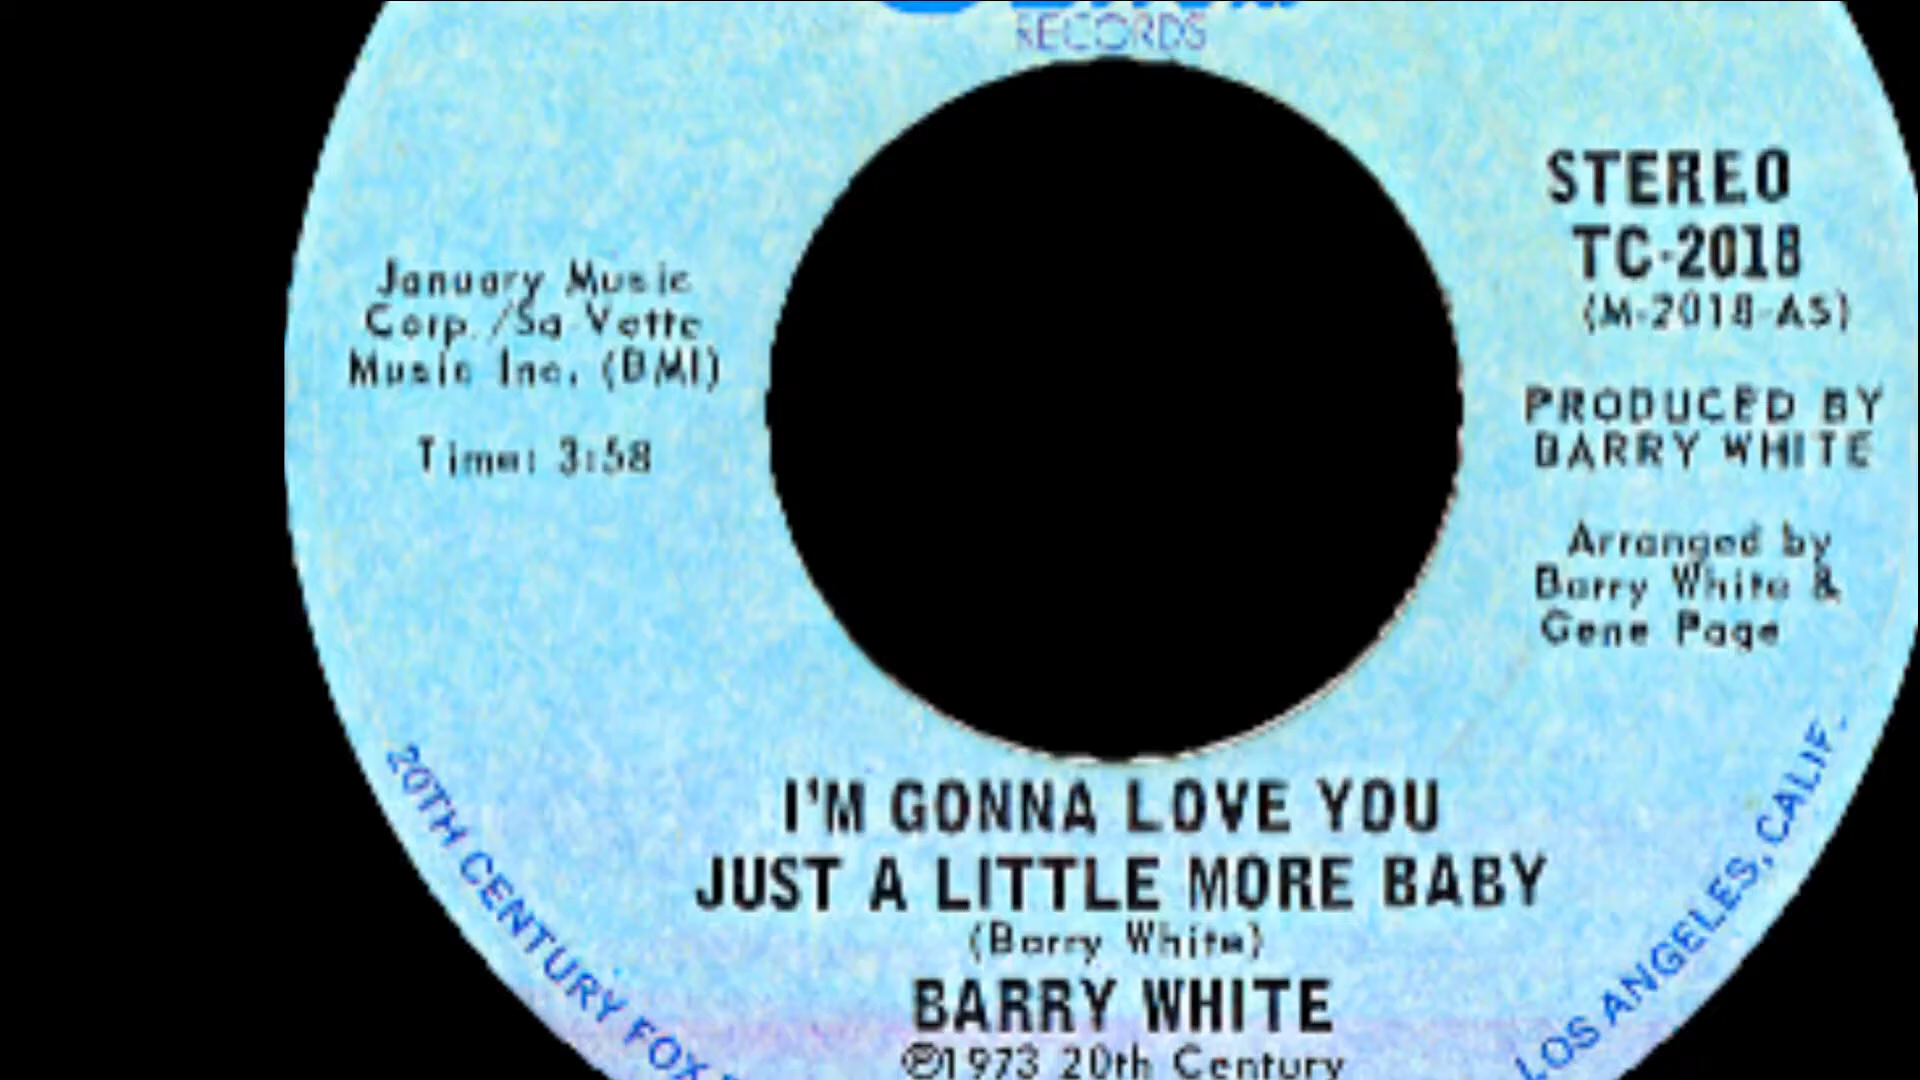 RECORDS
STEREO
TC-2018
(M-2018-AS)
January Music
Corp./Sa-Vette
Music Inc. (BMI)
Time: 3:58
PRODUCED BY
BARRY WHITE
Arranged by
Barry White &
Gene Page
I'M GONNA LOVE YOU
JUST A LITTLE MORE BABY
(Barry White)
BARRY WHITE
℗1973 20th Century
20TH CENTURY FOX
LOS ANGELES, CALIF.